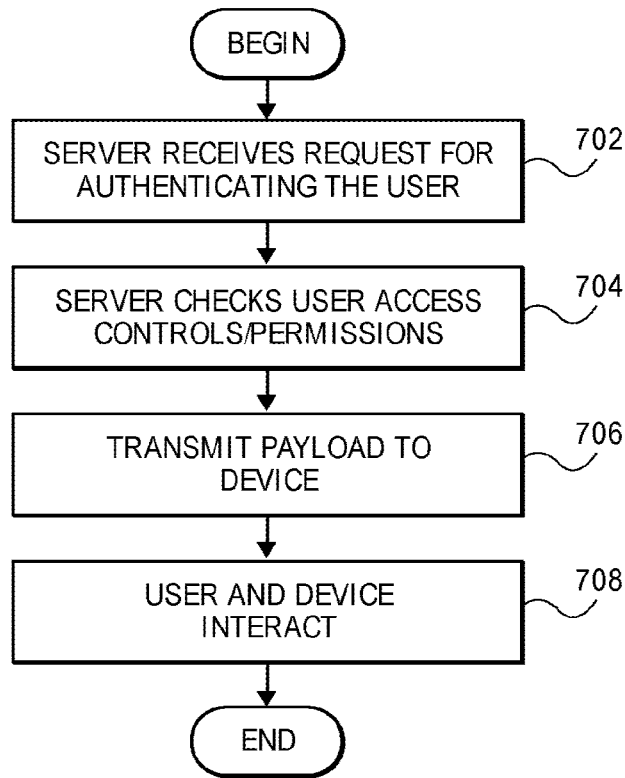 BEGIN
SERVER RECEIVES REQUEST FOR
AUTHENTICATING THE USER
702
SERVER CHECKS USER ACCESS
CONTROLS/PERMISSIONS
704
TRANSMIT PAYLOAD TO
DEVICE
706
USER AND DEVICE
INTERACT
708
END